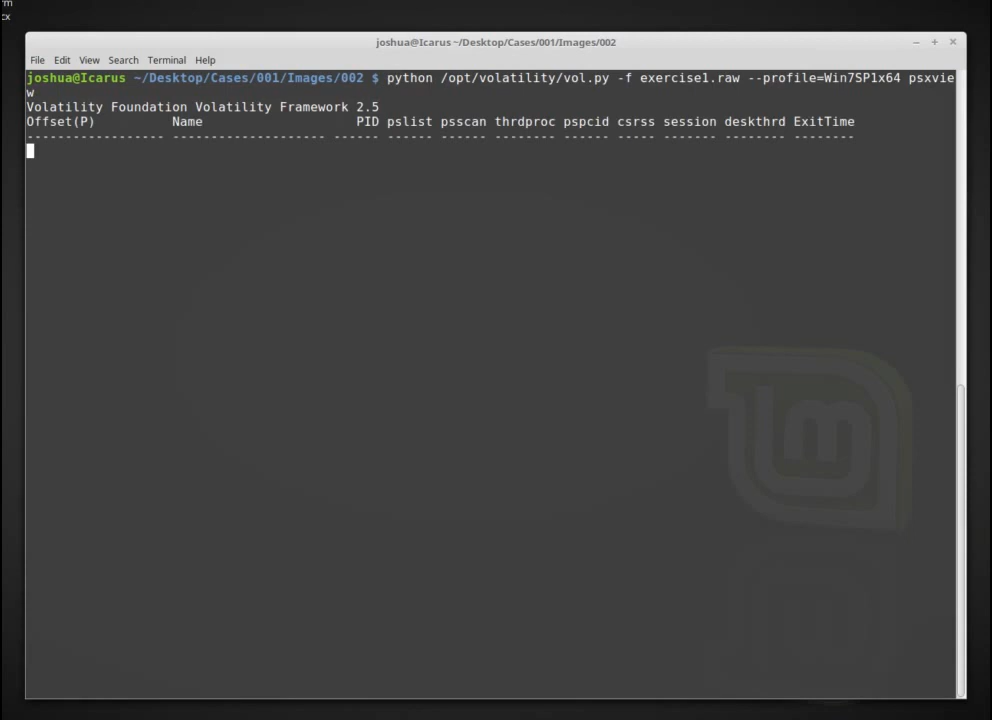 rm
cx
joshua@Icarus ~/Desktop/Cases/001/Images/002
File Edit View Search Terminal Help
joshua@Icarus ~/Desktop/Cases/001/Images/002 $ python /opt/volatility/vol.py -f exercise1.raw --profile=Win7SP1x64 psxvie
w
Volatility Foundation Volatility Framework 2.5
Offset(P) Name PID pslist psscan thrdproc pspcid csrss session deskthrd ExitTime
------------------ -------------------- ------ ------ ------ -------- ------ ----- ------- -------- --------